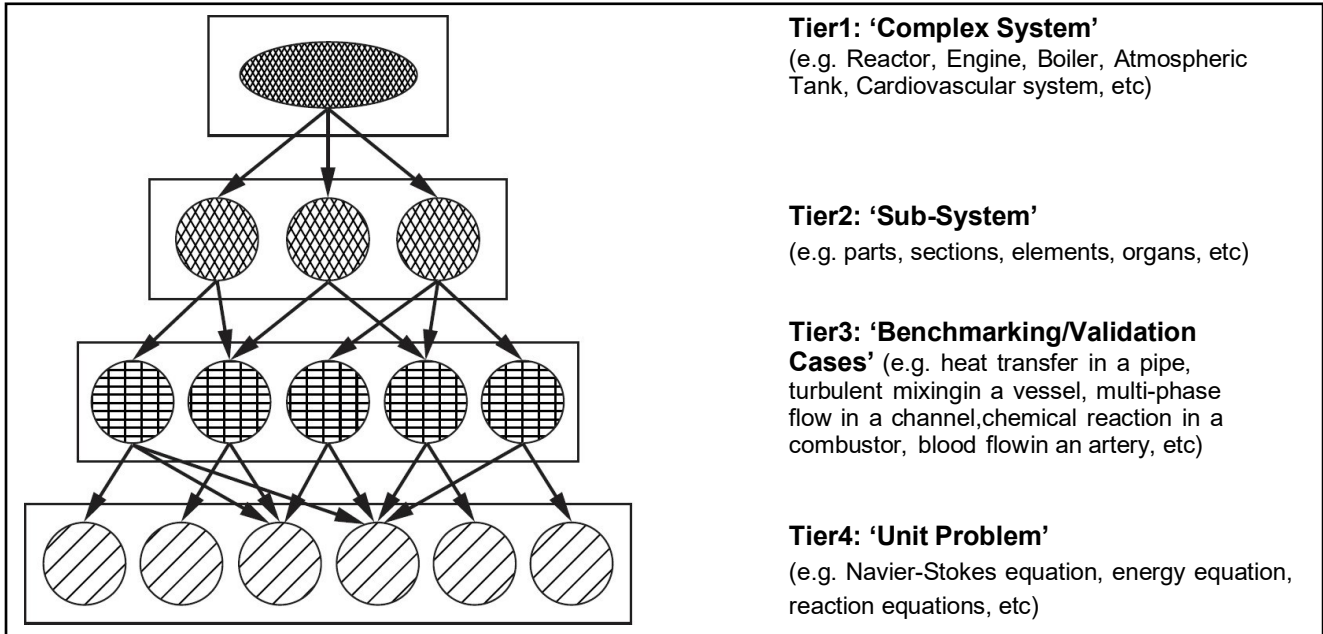 Tier1: ‘Complex System’
(e.g. Reactor, Engine, Boiler, Atmospheric
Tank, Cardiovascular system, etc)
Tier2: ‘Sub-System’
(e.g. parts, sections, elements, organs, etc)
Tier3: ‘Benchmarking/Validation
Cases’ (e.g. heat transfer in a pipe,
turbulent mixingin a vessel, multi-phase
flow in a channel,chemical reaction in a
combustor, blood flowin an artery, etc)
Tier4: ‘Unit Problem’
(e.g. Navier-Stokes equation, energy equation,
reaction equations, etc)